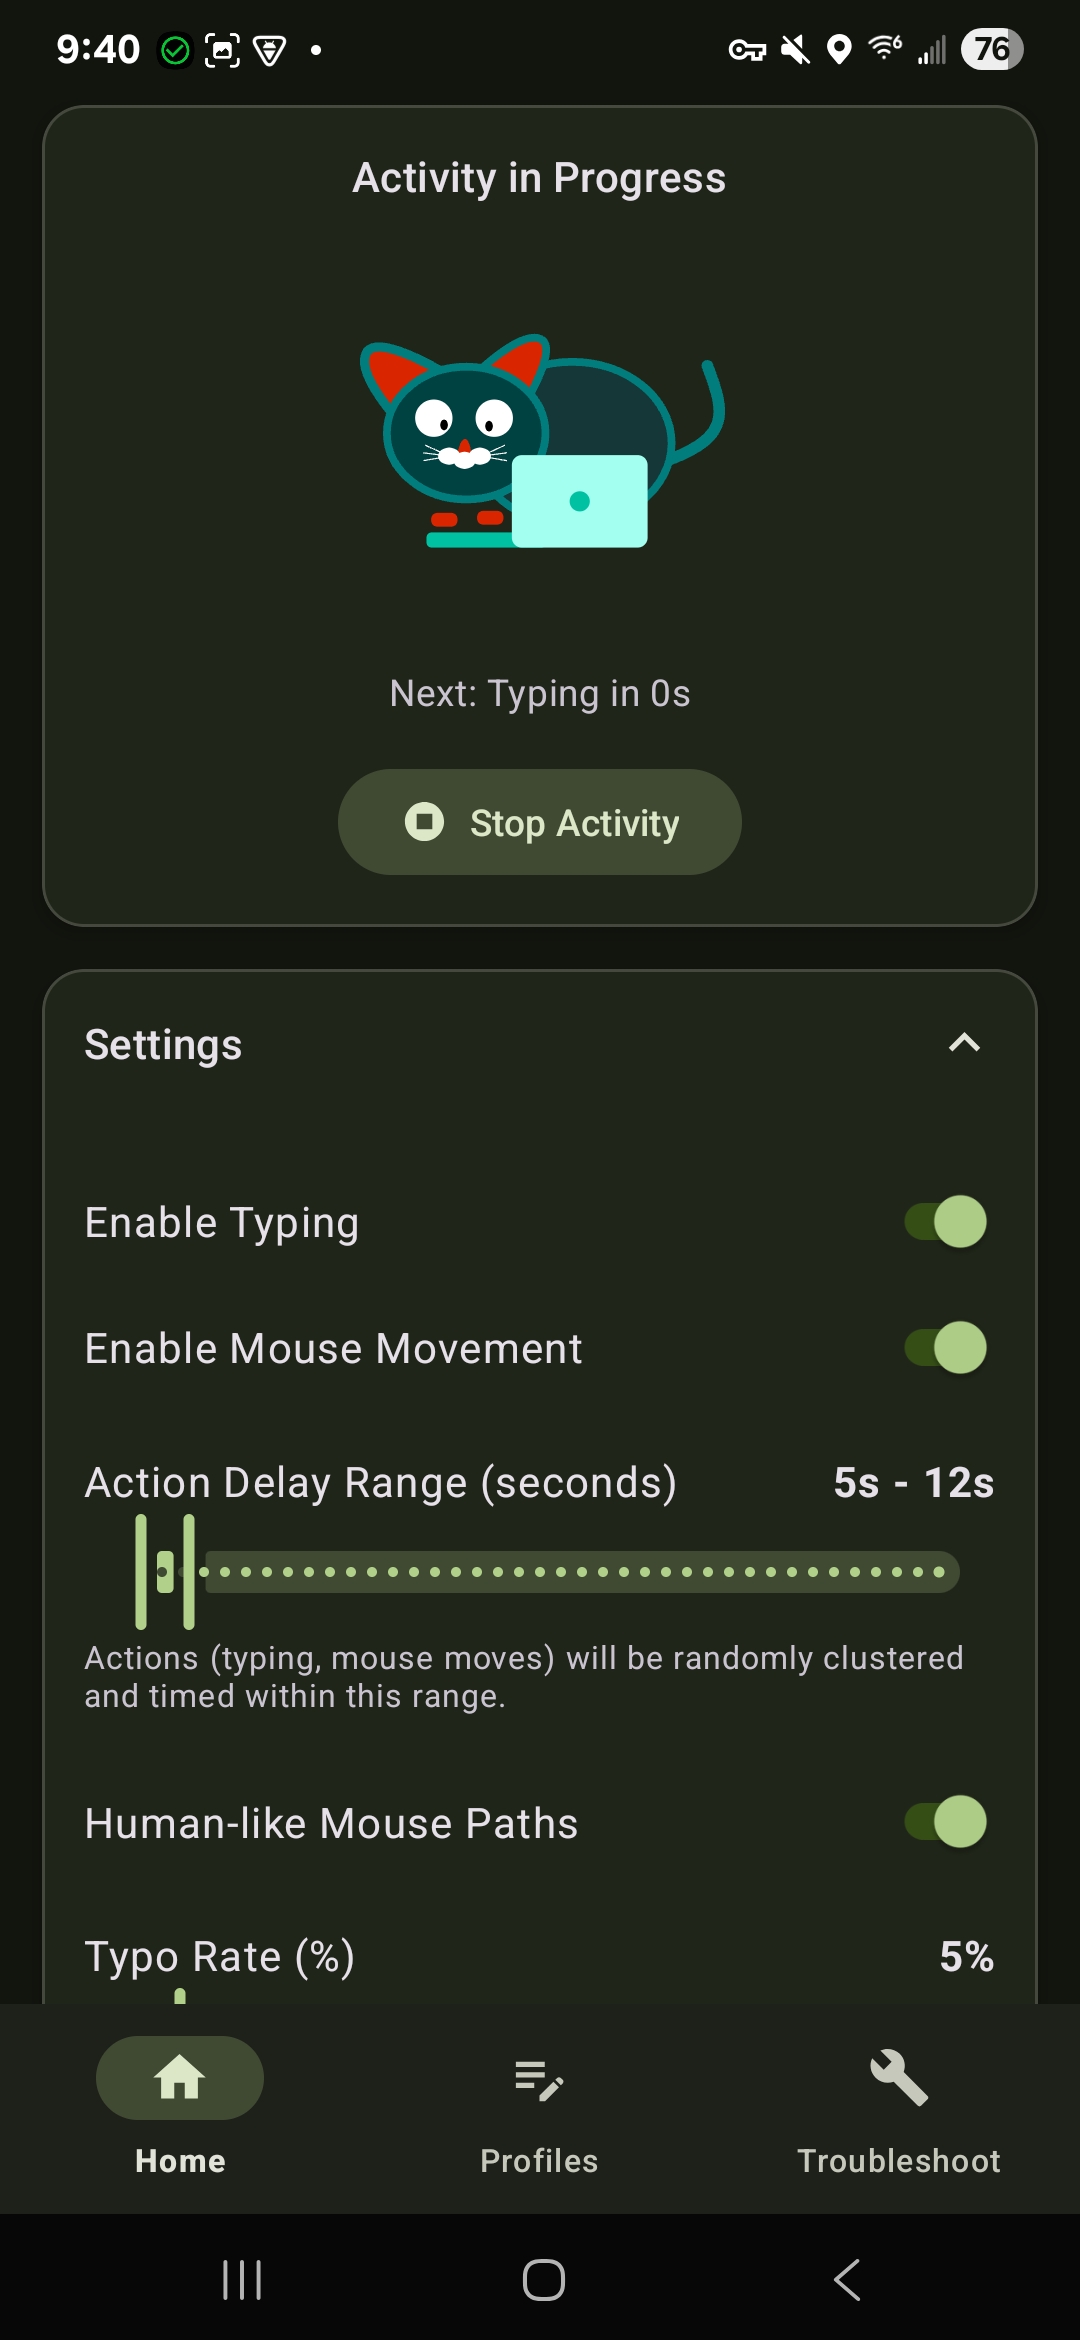 9:40
76
Activity in Progress
Next: Typing in 0s
Stop Activity
Settings
Enable Typing
Enable Mouse Movement
Action Delay Range (seconds) 5s - 12s
Actions (typing, mouse moves) will be randomly clustered
and timed within this range.
Human-like Mouse Paths
Typo Rate (%) 5%
Home Profiles Troubleshoot